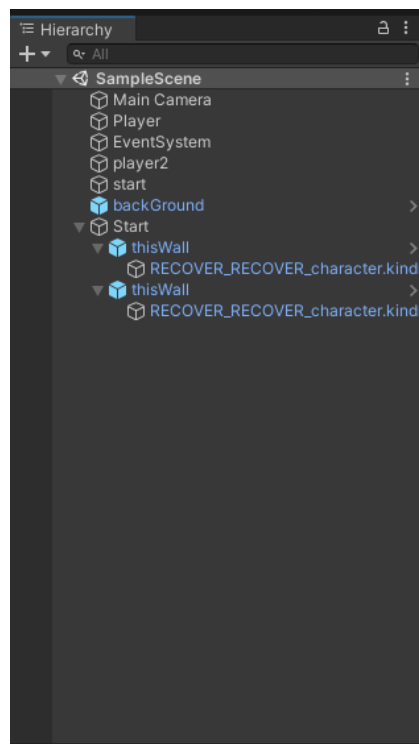 Hierarchy
All
SampleScene
Main Camera
Player
EventSystem
player2
start
backGround
Start
thisWall
RECOVER_RECOVER_character.kind
thisWall
RECOVER_RECOVER_character.kind